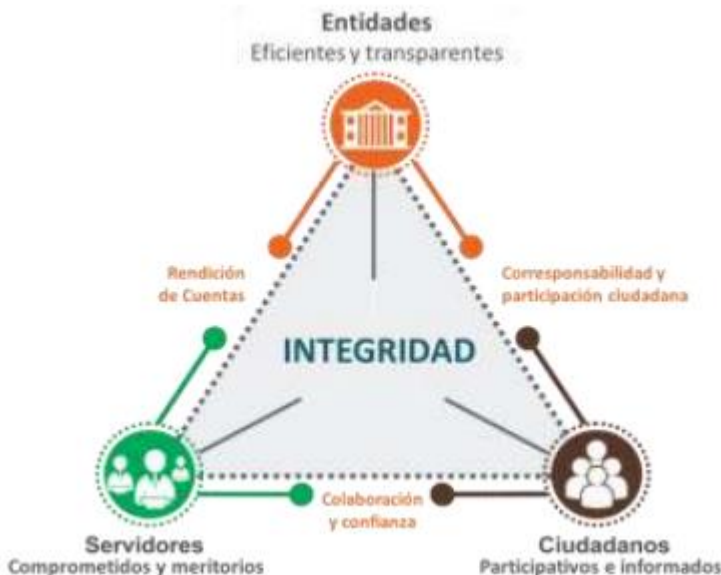 Entidades
Eficientes y transparentes
Rendición
de Cuentas
Corresponsabilidad y
participación ciudadana
INTEGRIDAD
Colaboración
y confianza
Servidores
Comprometidos y meritorios
Ciudadanos
Participativos e informados